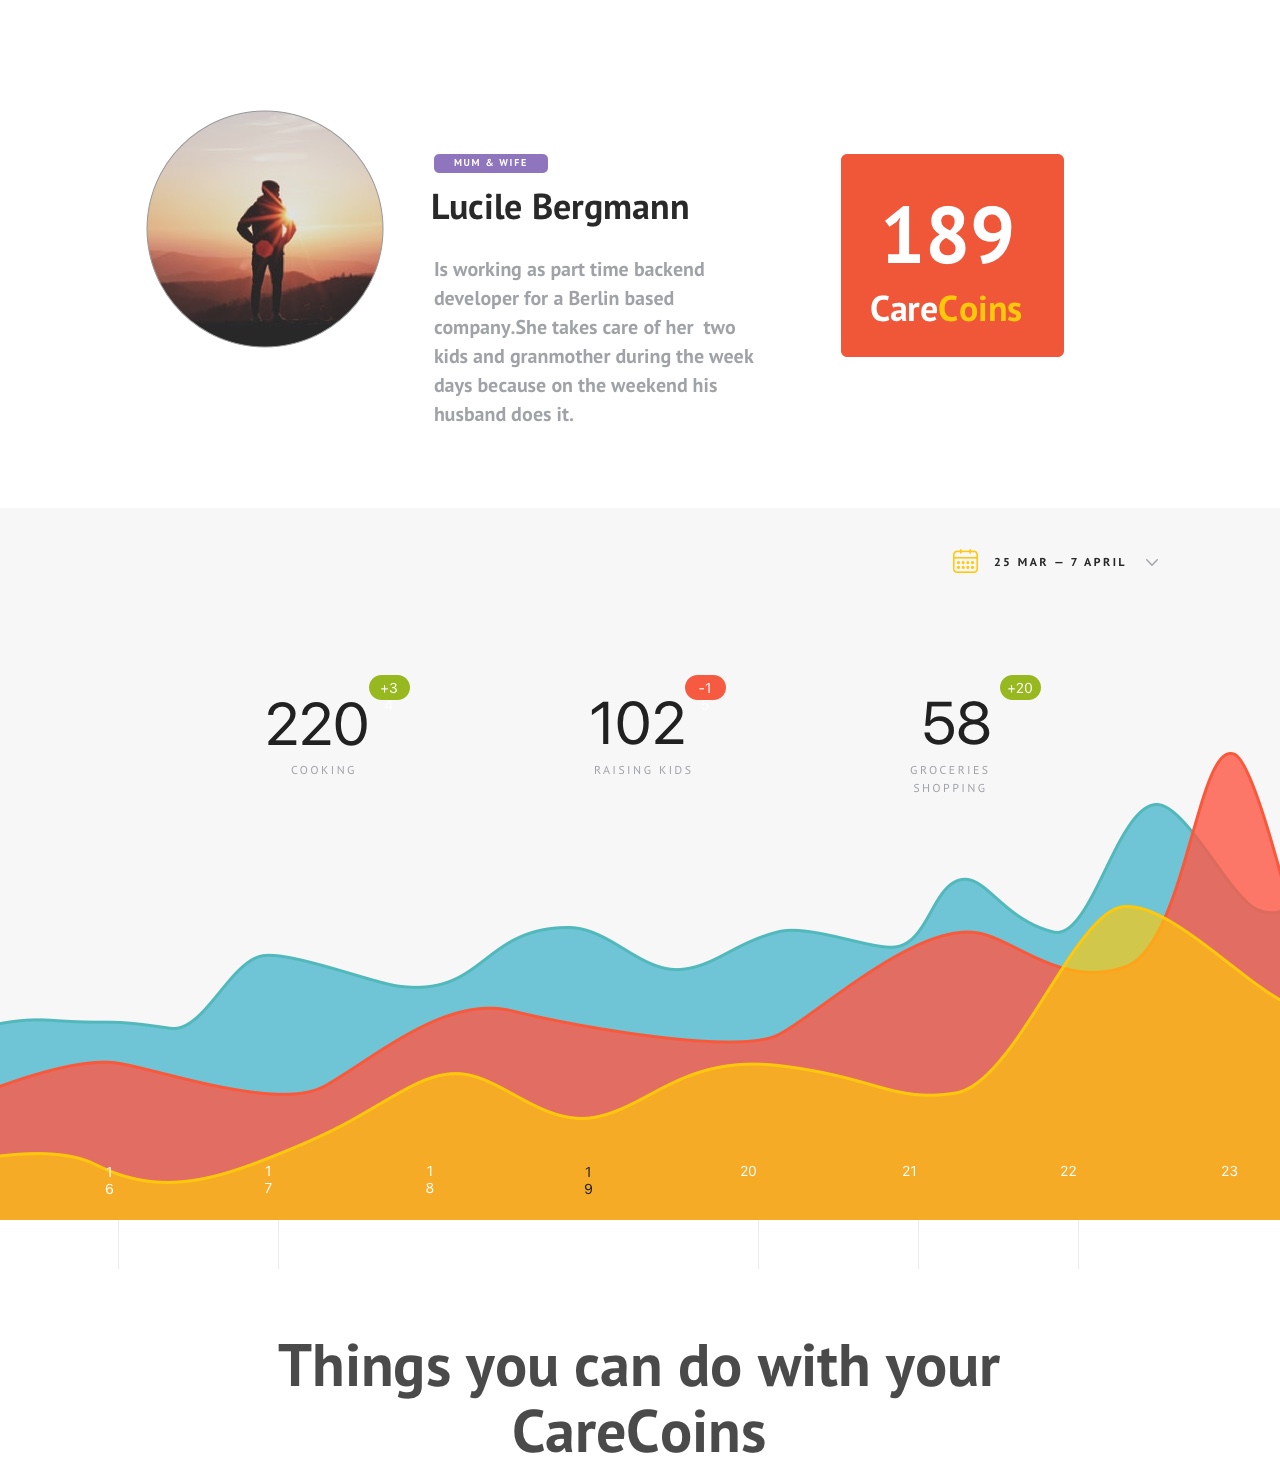 MUM & WIFE
Lucile Bergmann
Is working as part time backend
developer for a Berlin based
company.She takes care of her  two
kids and granmother during the week
days because on the weekend his
husband does it.
189
CareCoins
25 MAR — 7 APRIL
+3
4
220
COOKING
-1
5
102
RAISING KIDS
+20
58
GROCERIES
SHOPPING
1
6
1
7
1
8
1
9
20
21
22
23
Things you can do with your
CareCoins